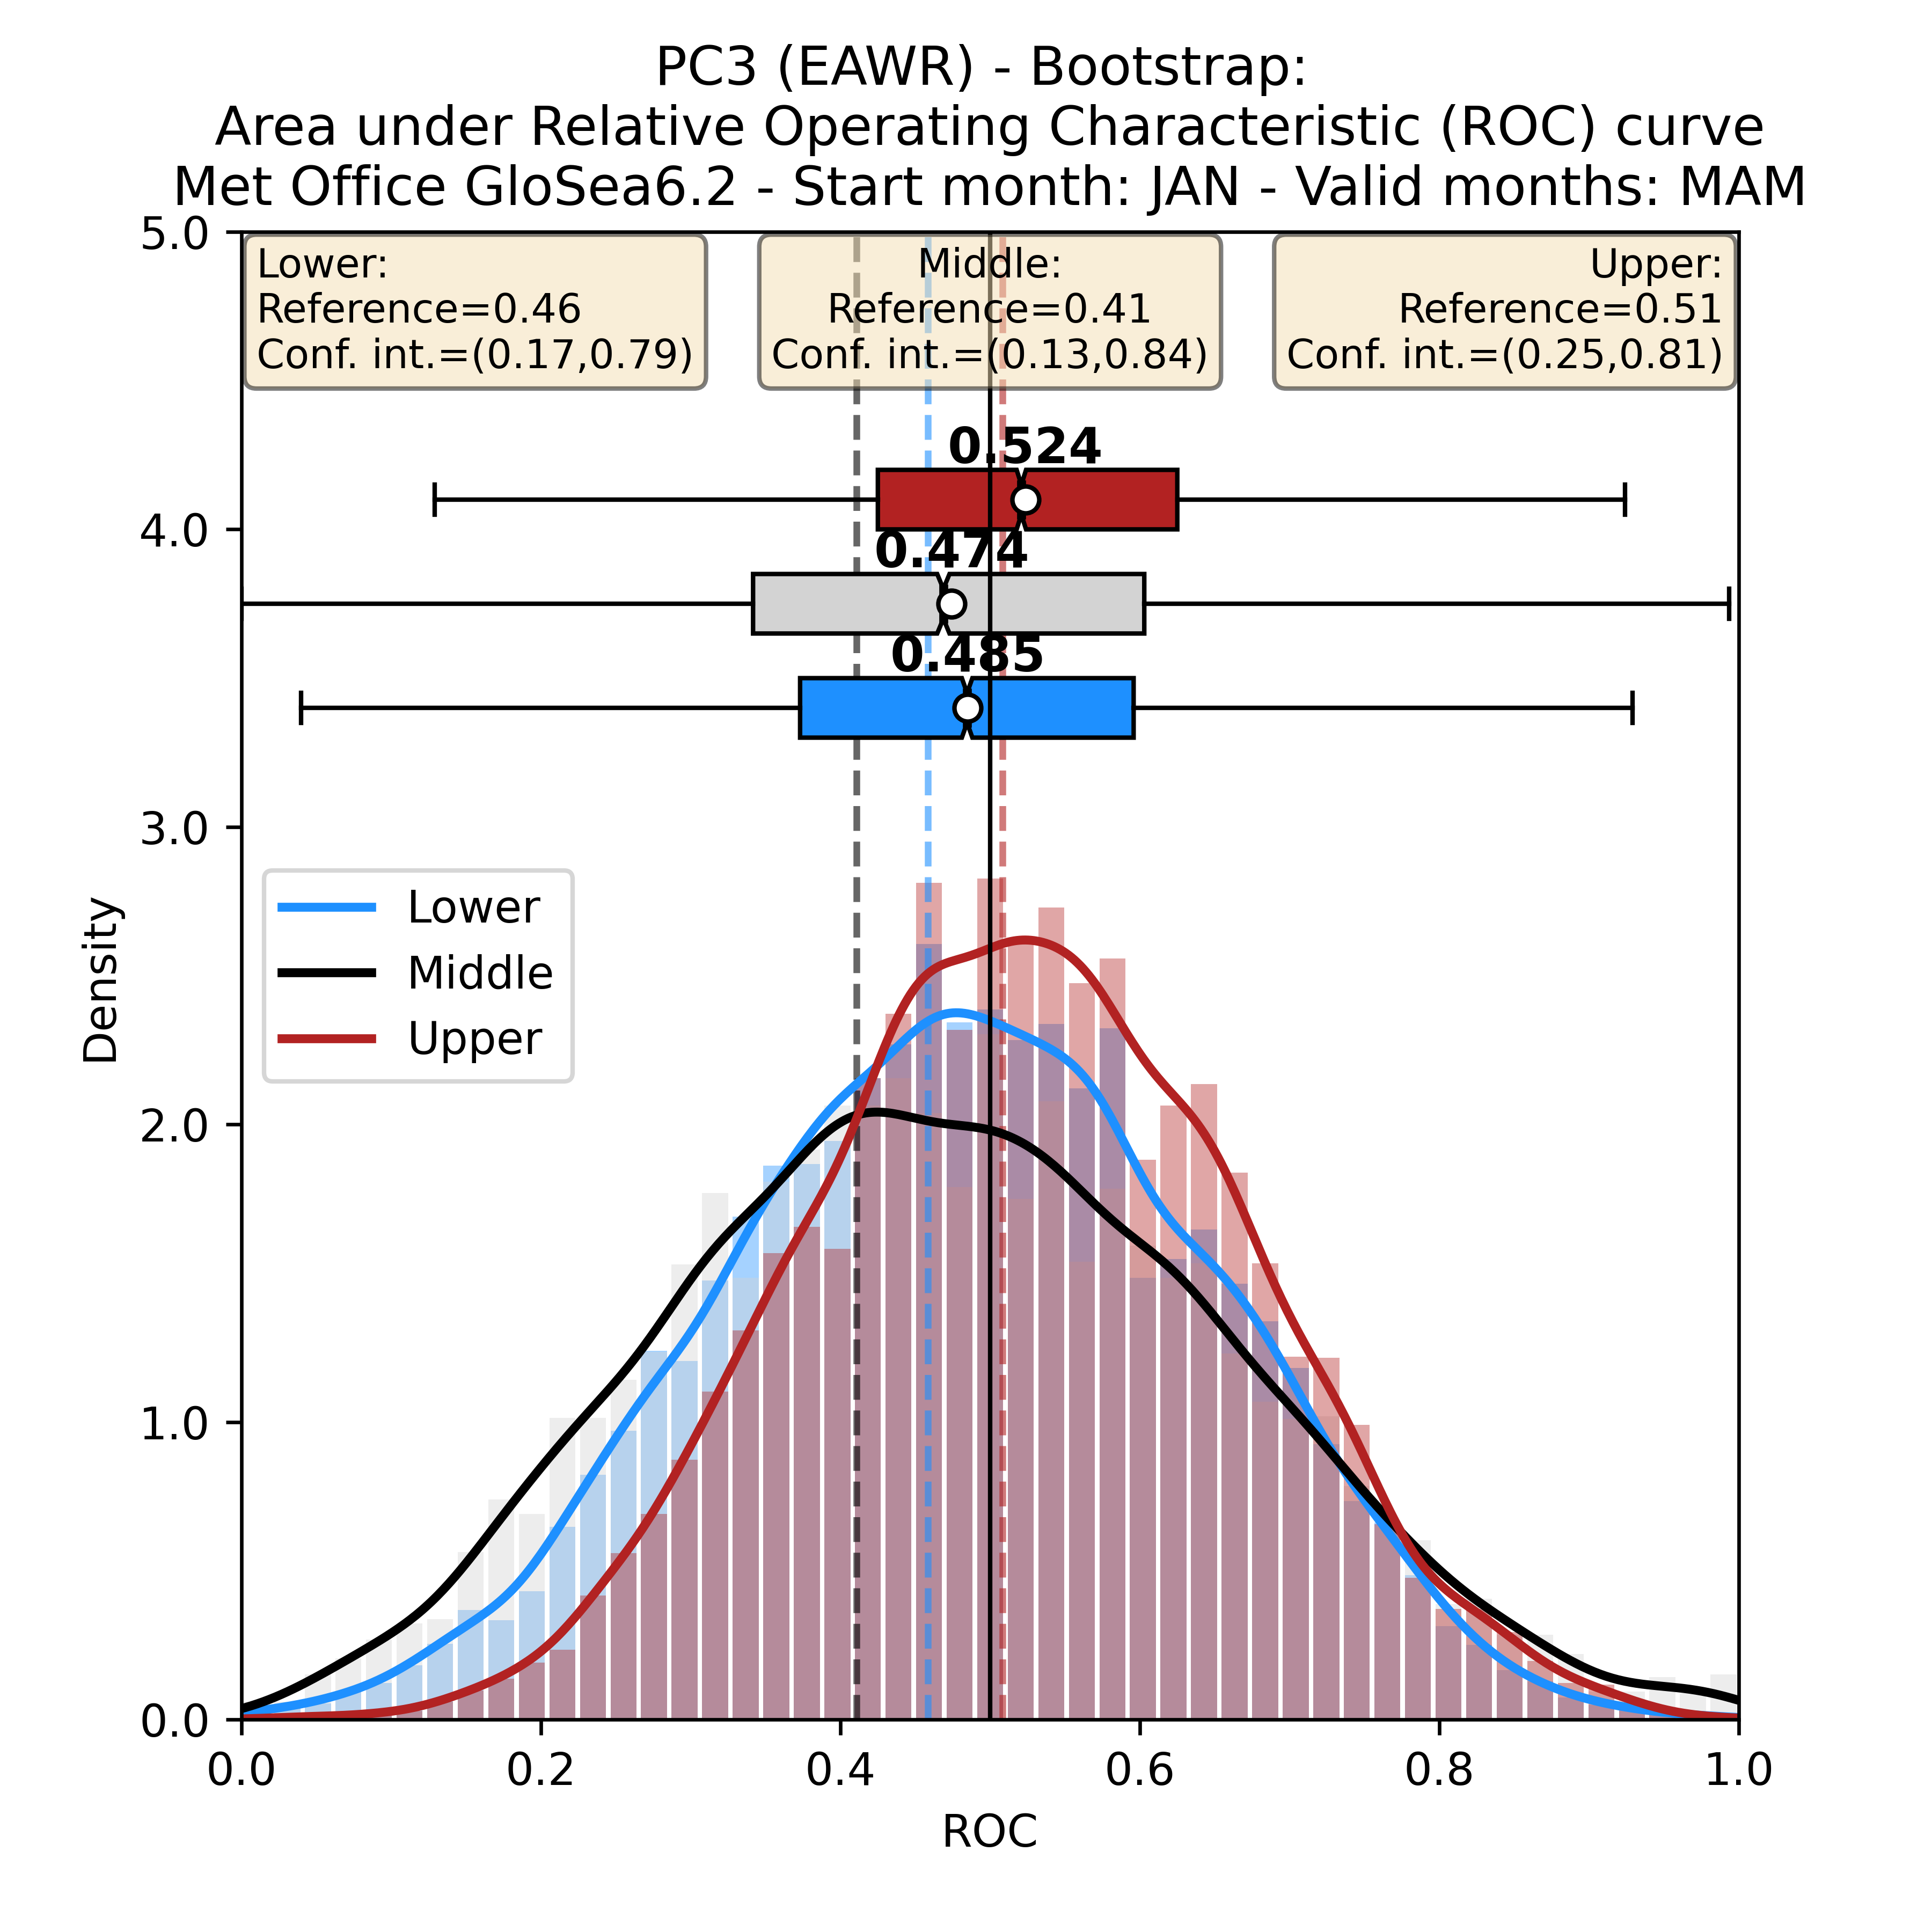 PC3 (EAWR) - Bootstrap:
Area under Relative Operating Characteristic (ROC) curve
Met Office GloSea6.2 - Start month: JAN - Valid months: MAM
Lower:
Reference=0.46
Conf. int.=(0.17,0.79)
Middle:
Reference=0.41
Conf. int.=(0.13,0.84)
Upper:
Reference=0.51
Conf. int.=(0.25,0.81)
0.524
0.474
0.485
5.0
4.0
3.0
2.0
1.0
0.0
Density
Lower
Middle
Upper
0.0
0.2
0.4
0.6
0.8
1.0
ROC